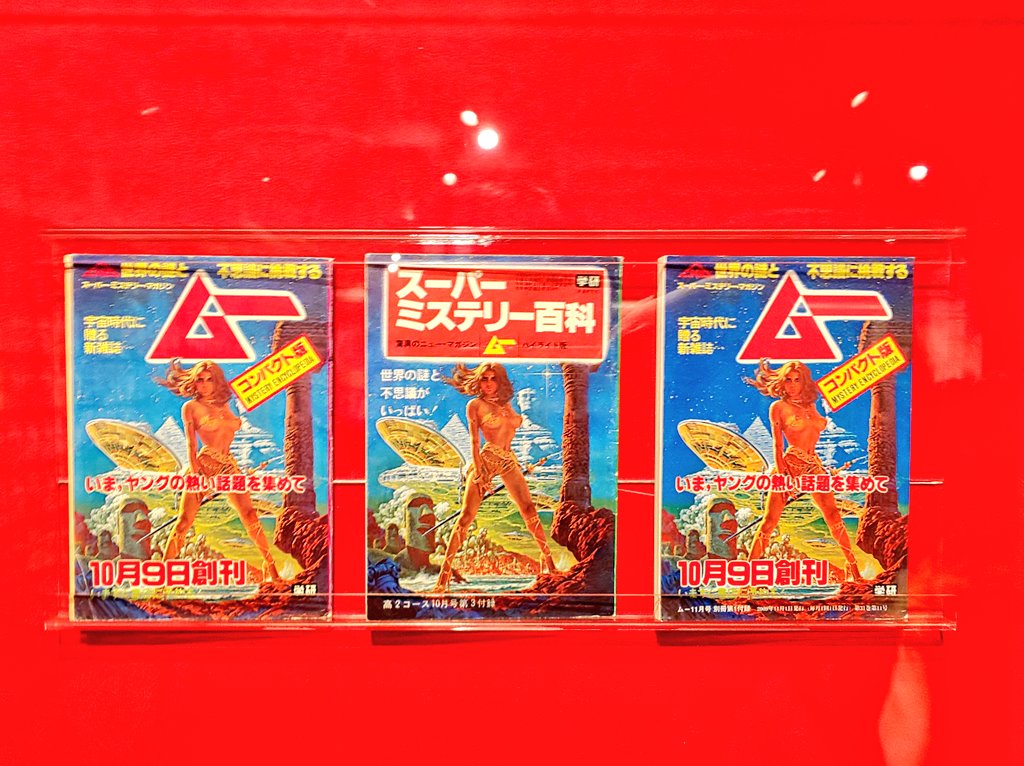 世界の謎と 不思議に挑戦する
スーパーミステリーマガジン
ムー
宇宙時代に
贈る
新雑誌…
コンパクト版
MYSTERY ENCYCLOPEDIA
いま,ヤングの熱い話題を集めて
10月9日創刊
学研
スーパー
学研
ミステリー百科
驚異のニュー・マガジン ムー ハイライト版
世界の謎と
不思議が
いっぱい!
高2コース10月号第3付録
世界の謎と 不思議に挑戦する
スーパーミステリーマガジン
ムー
宇宙時代に
贈る
新雑誌…
コンパクト版
MYSTERY ENCYCLOPEDIA
いま,ヤングの熱い話題を集めて
10月9日創刊
学研
ムー11月号 別冊第1付録